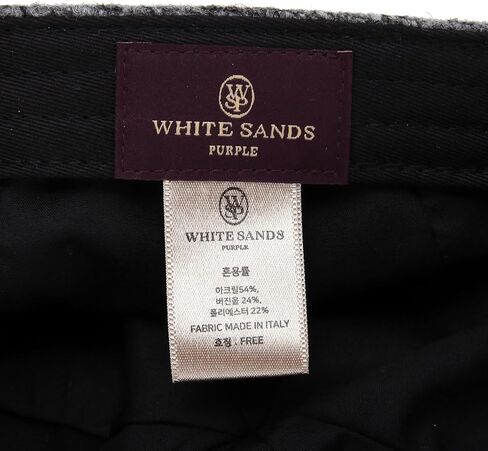 WSP
WHITE SANDS
PURPLE
WSP
WHITE SANDS
PURPLE
혼용률
아크릴54%,
버진울 24%,
폴리에스터 22%
FABRIC MADE IN ITALY
호칭: FREE